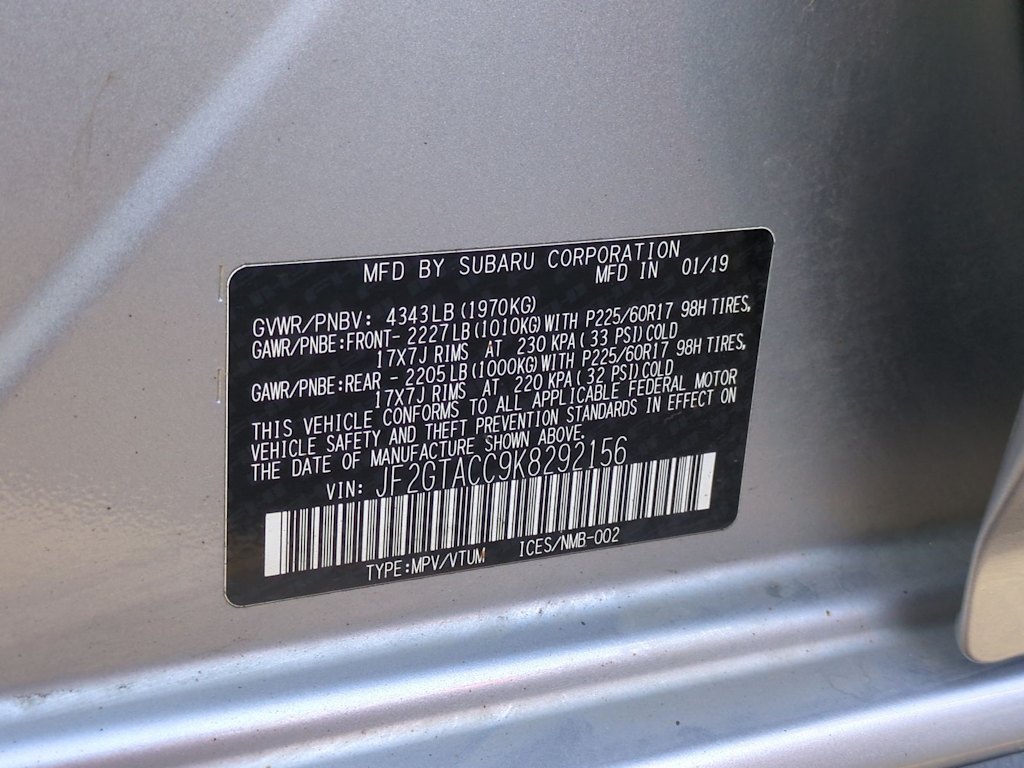 MFD BY SUBARU CORPORATION
MFD IN 01/19
GVWR/PNBV: 4343LB (1970KG)
GAWR/PNBE:FRONT- 2227LB (1010KG) WITH P225/60R17 98H TIRES,
17X7J RIMS AT 230 KPA (33 PSI) COLD
GAWR/PNBE:REAR - 2205LB (1000KG) WITH P225/60R17 98H TIRES,
17X7J RIMS AT 220 KPA (32 PSI) COLD
THIS VEHICLE CONFORMS TO ALL APPLICABLE FEDERAL MOTOR
VEHICLE SAFETY AND THEFT PREVENTION STANDARDS IN EFFECT ON
THE DATE OF MANUFACTURE SHOWN ABOVE.
VIN: JF2GTACC9K8292156
TYPE:MPV/VTUM ICES/NMB-002